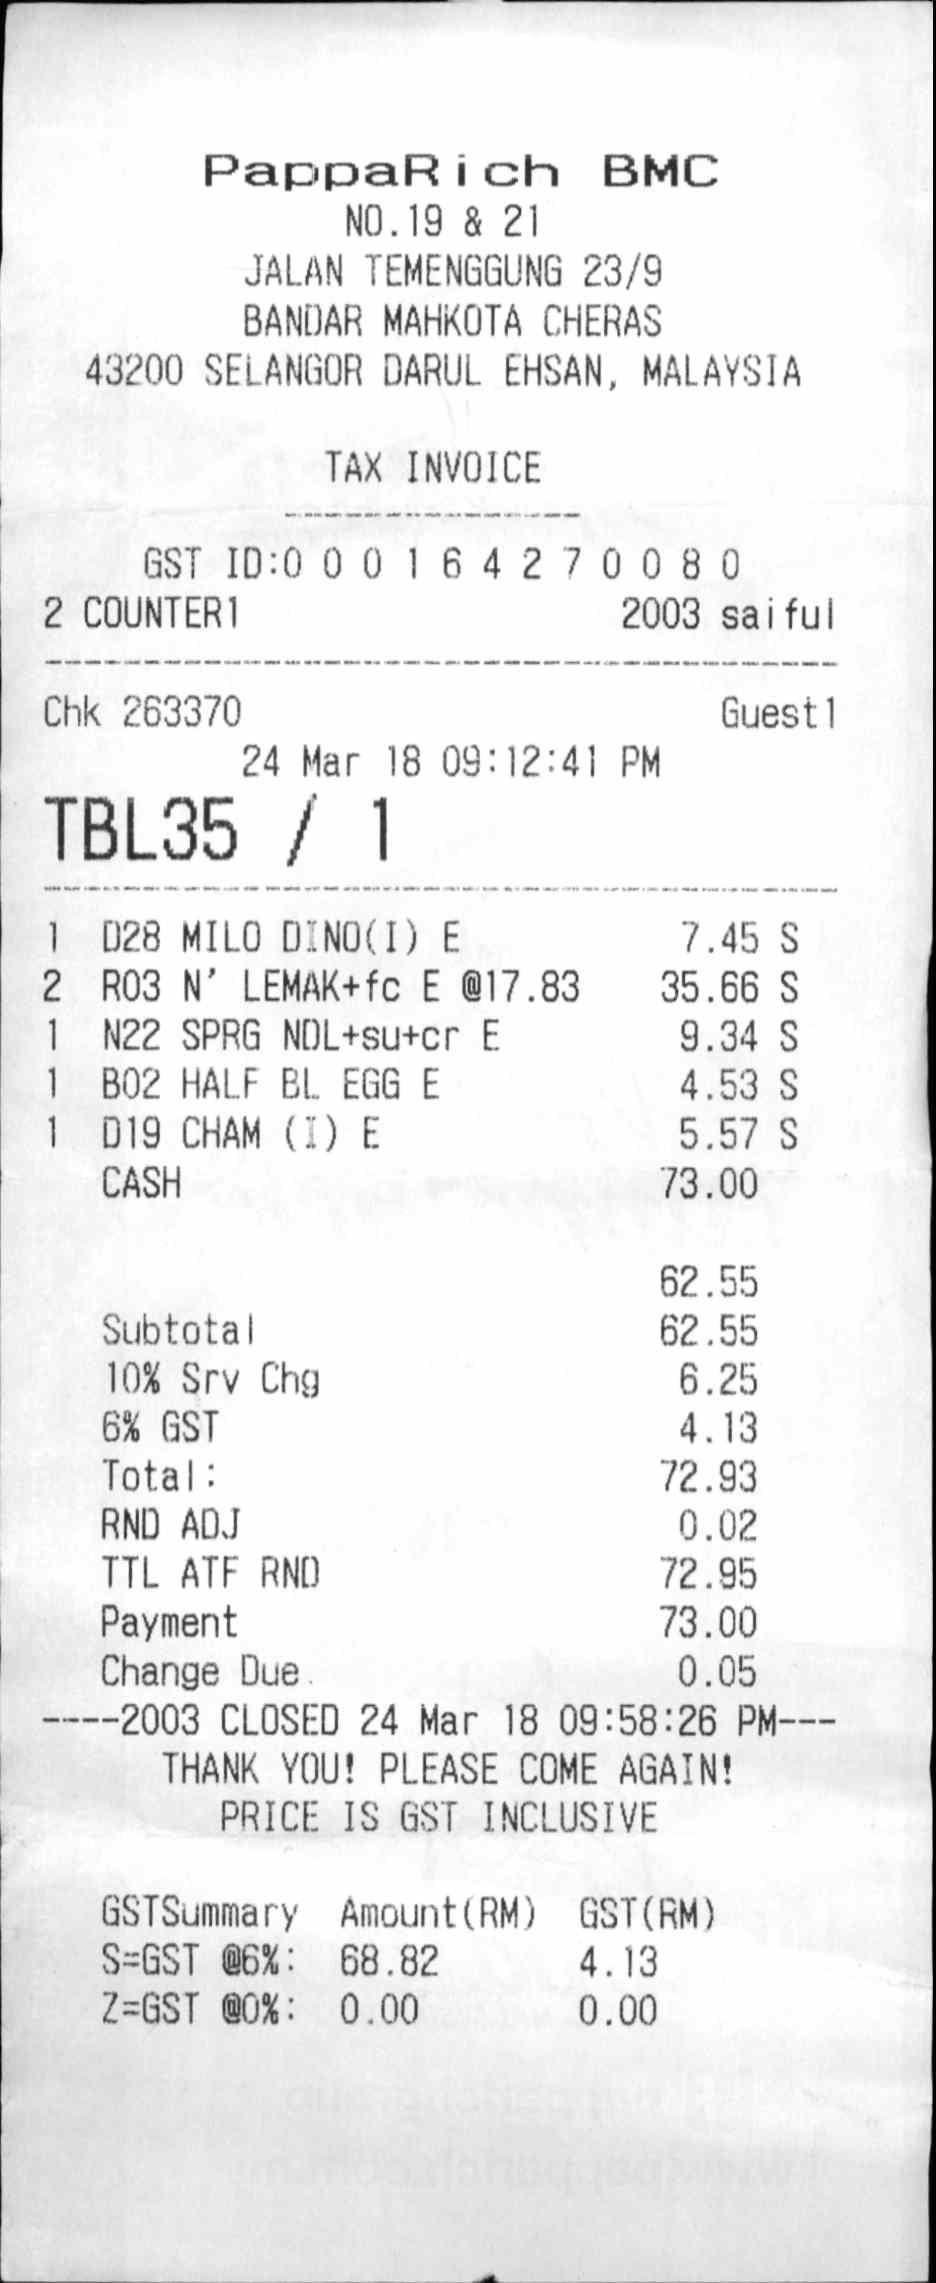 PappaRich BMC
NO.19 & 21
JALAN TEMENGGUNG 23/9
BANDAR MAHKOTA CHERAS
43200 SELANGOR DARUL EHSAN, MALAYSIA
TAX INVOICE
---------------
GST ID:0 0 0 1 6 4 2 7 0 0 8 0
2 COUNTER1 2003 saiful
----------------------------------------
Chk 263370 Guest1
24 Mar 18 09:12:41 PM
TBL35 / 1
----------------------------------------
1 D28 MILO DINO(I) E 7.45 S
2 R03 N' LEMAK+fc E @17.83 35.66 S
1 N22 SPRG NDL+su+cr E 9.34 S
1 B02 HALF BL EGG E 4.53 S
1 D19 CHAM (I) E 5.57 S
CASH 73.00
62.55
Subtotal 62.55
10% Srv Chg 6.25
6% GST 4.13
Total: 72.93
RND ADJ 0.02
TTL ATF RND 72.95
Payment 73.00
Change Due 0.05
----2003 CLOSED 24 Mar 18 09:58:26 PM---
THANK YOU! PLEASE COME AGAIN!
PRICE IS GST INCLUSIVE
GSTSummary Amount(RM) GST(RM)
S=GST @6%: 68.82 4.13
Z=GST @0%: 0.00 0.00